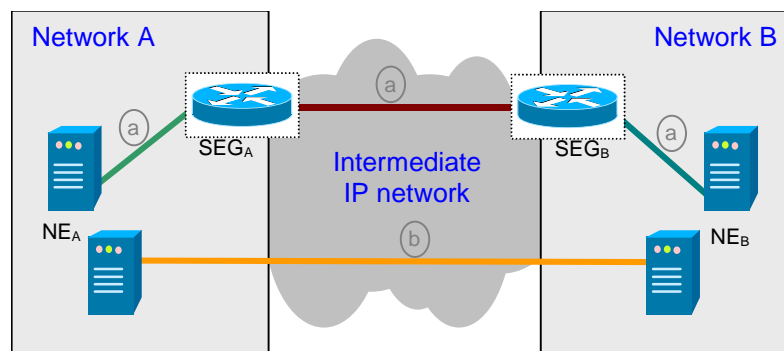 Network A
Network B
a
a
a
SEGA
SEGB
Intermediate
IP network
NEA
NEB
b